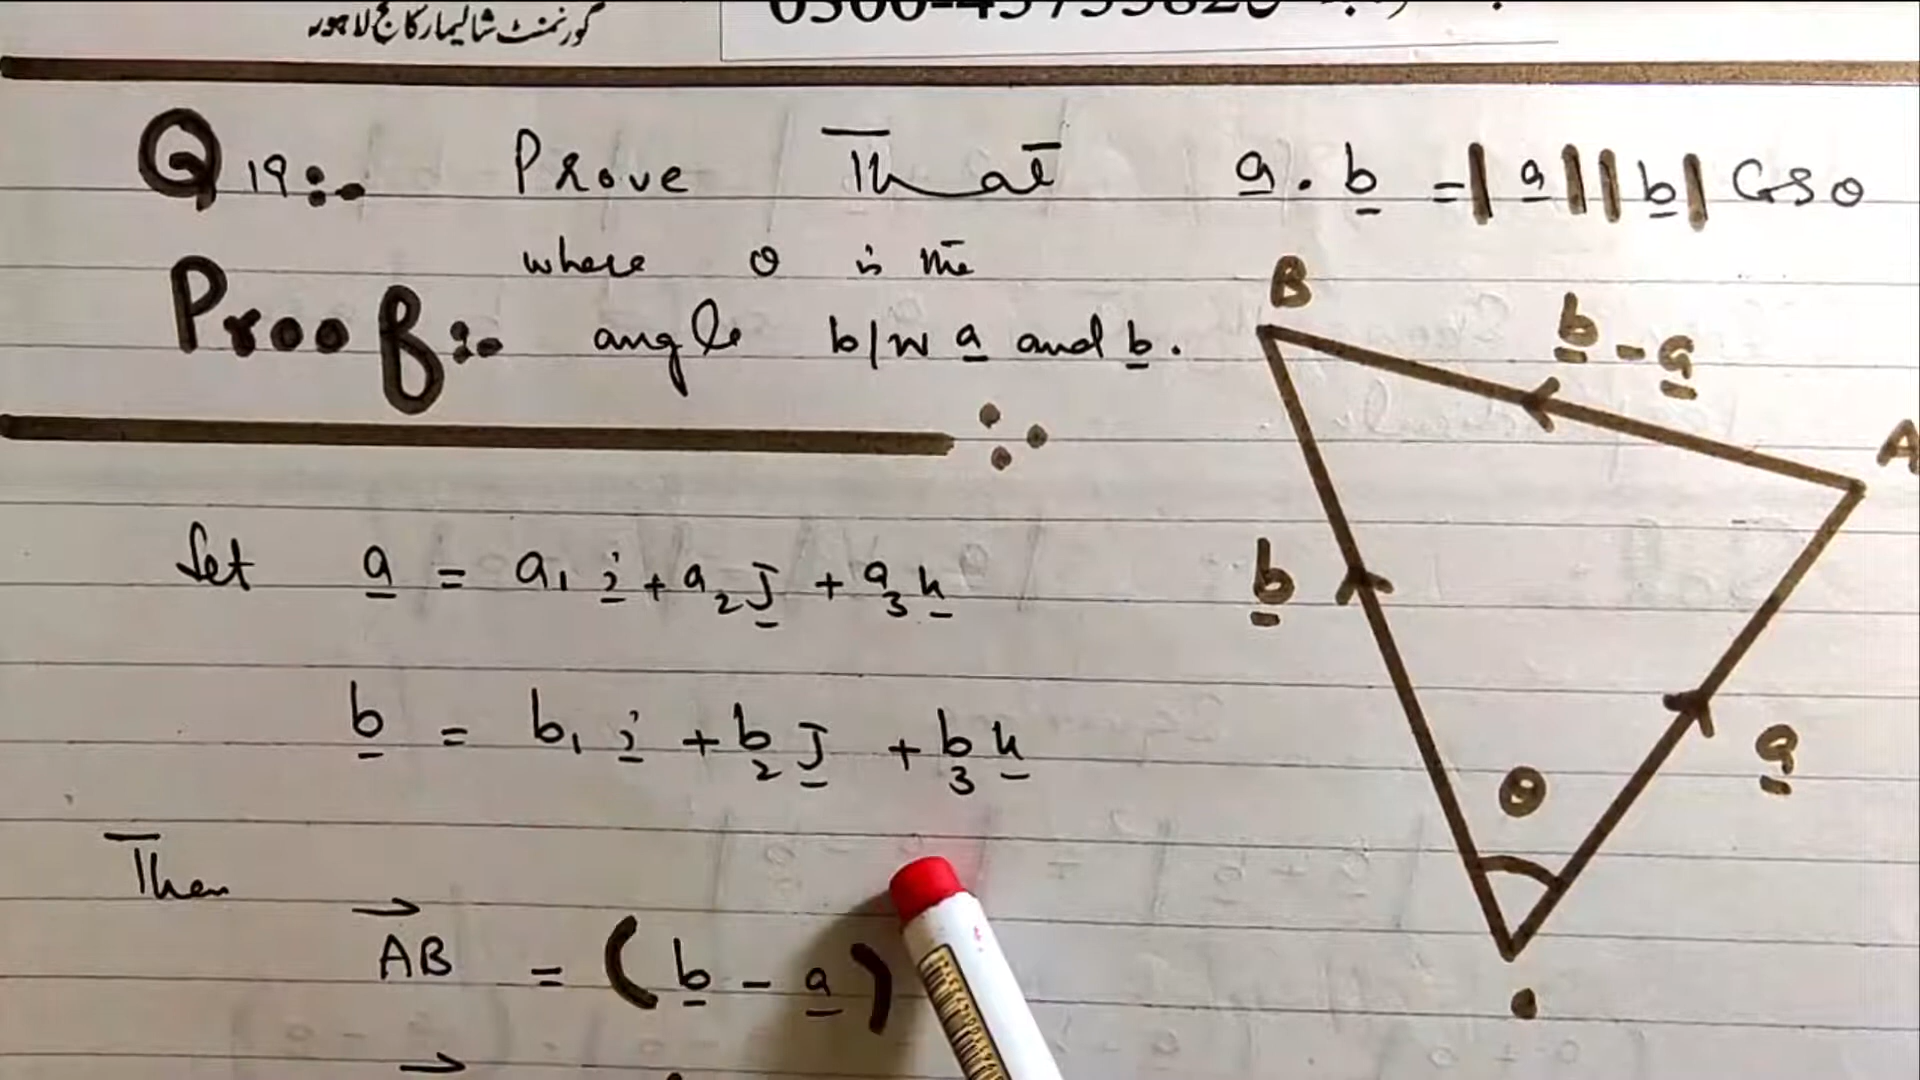 گورنمنٹ شالیمار کالج لاہور
Q 19:- Prove That a . b = |a||b| Cos θ
where θ is the
Proof:- angle b/w a and b.
B
b - a
A
Let a = a₁ i + a₂ j + a₃ k
b
b = b₁ i + b₂ j + b₃ k
a
θ
Then
AB = (b - a)